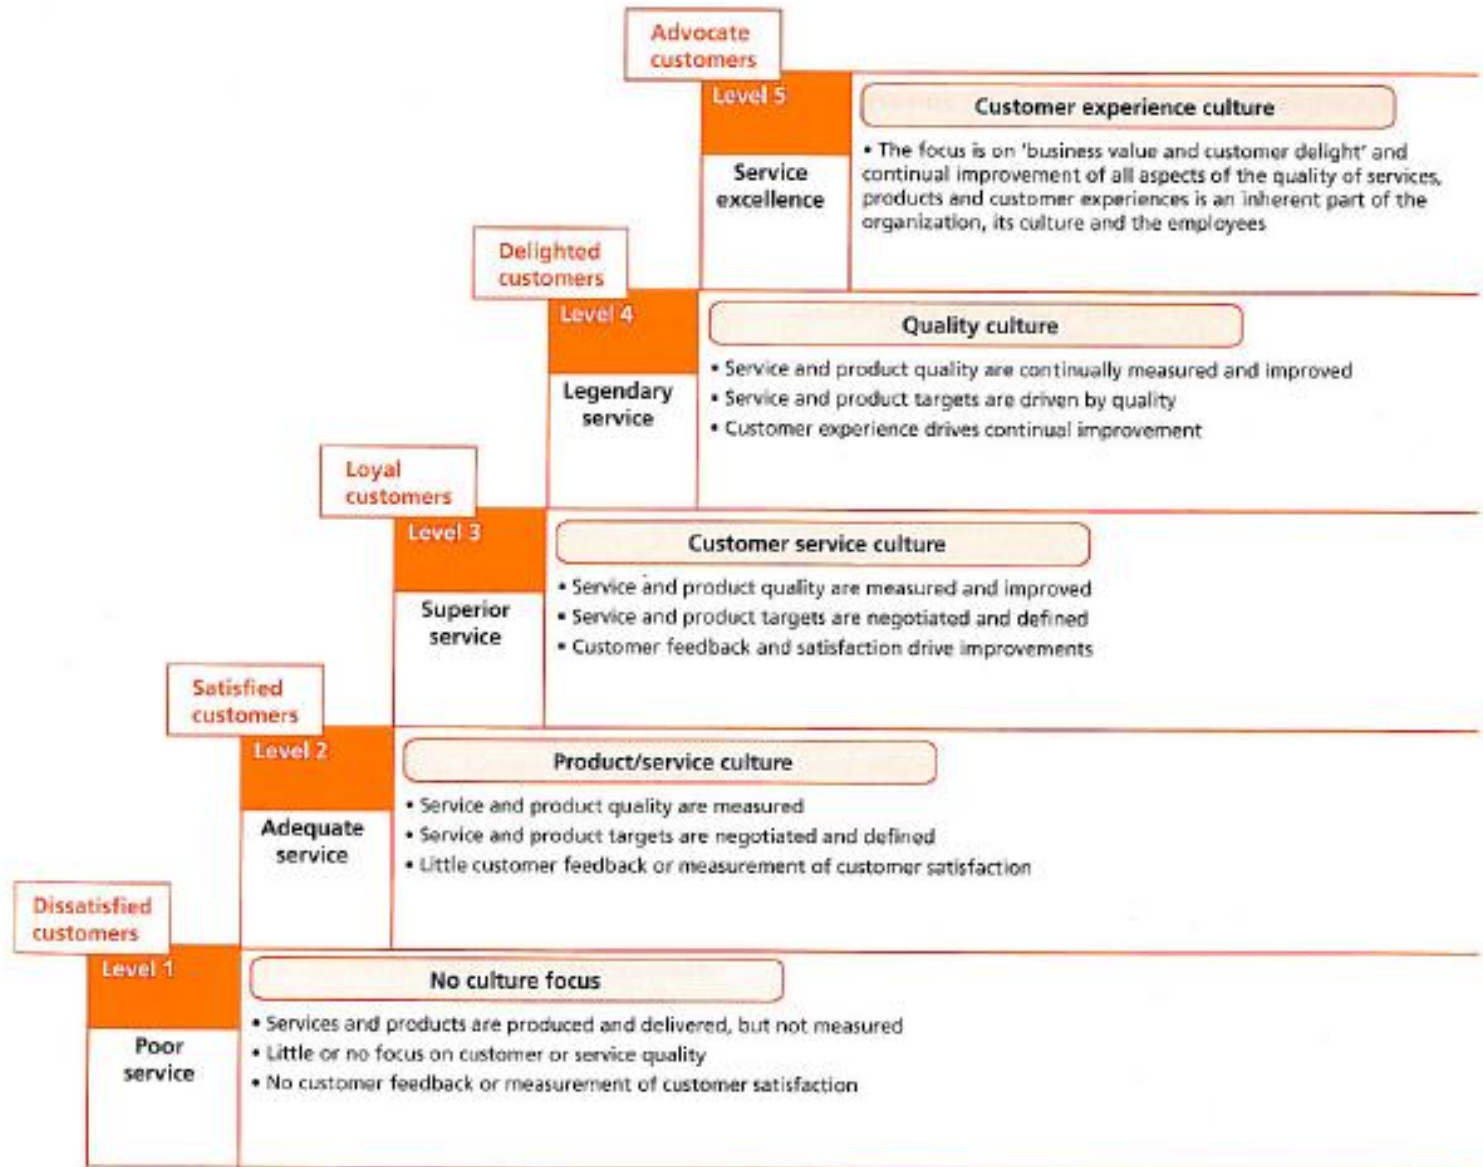 Advocate
customers
Level 5
Customer experience culture
Service
excellence
• The focus is on 'business value and customer delight' and
continual improvement of all aspects of the quality of services,
products and customer experiences is an inherent part of the
organization, its culture and the employees
Delighted
customers
Level 4
Quality culture
Legendary
service
• Service and product quality are continually measured and improved
• Service and product targets are driven by quality
• Customer experience drives continual improvement
Loyal
customers
Level 3
Customer service culture
Superior
service
• Service and product quality are measured and improved
• Service and product targets are negotiated and defined
• Customer feedback and satisfaction drive improvements
Satisfied
customers
Level 2
Product/service culture
Adequate
service
• Service and product quality are measured
• Service and product targets are negotiated and defined
• Little customer feedback or measurement of customer satisfaction
Dissatisfied
customers
Level 1
No culture focus
Poor
service
• Services and products are produced and delivered, but not measured
• Little or no focus on customer or service quality
• No customer feedback or measurement of customer satisfaction